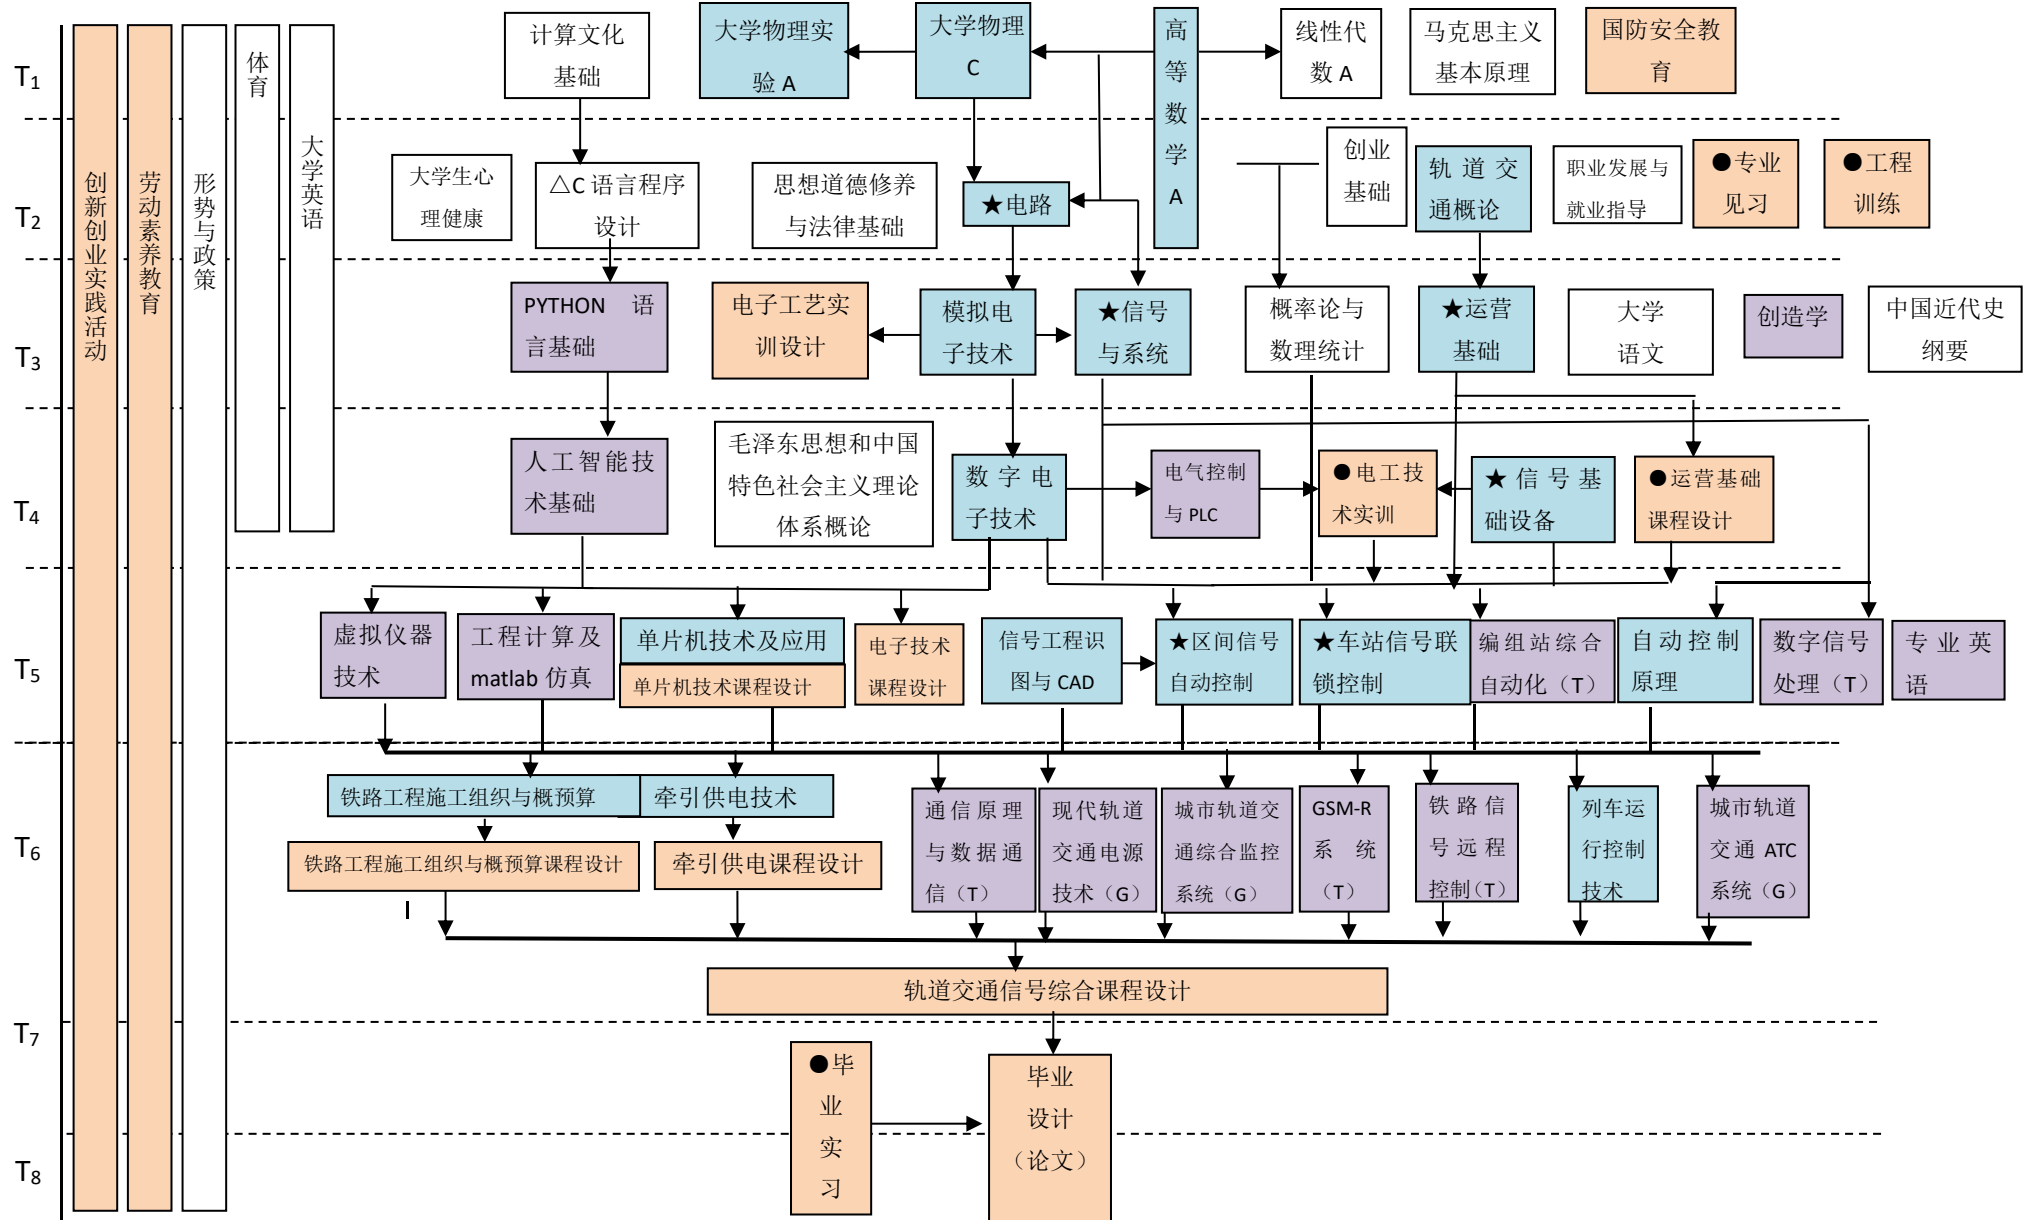 T1
计算文化
基础
大学物理实
验 A
大学物理
C
高
等
数
学
A
线性代
数 A
马克思主义
基本原理
国防安全教
育
创新创业实践活动
劳动素养教育
形势与政策
体育
大学英语
T2
大学生心
理健康
△C 语言程序
设计
思想道德修养
与法律基础
★电路
创业
基础
轨道交
通概论
职业发展与
就业指导
●专业
见习
●工程
训练
T3
PYTHON 语
言基础
电子工艺实
训设计
模拟电
子技术
★信号
与系统
概率论与
数理统计
★运营
基础
大学
语文
创造学
中国近代史
纲要
T4
人工智能技
术基础
毛泽东思想和中国
特色社会主义理论
体系概论
数字电
子技术
电气控制
与 PLC
●电工技
术实训
★信号基
础设备
●运营基础
课程设计
T5
虚拟仪器
技术
工程计算及
matlab 仿真
单片机技术及应用
单片机技术课程设计
电子技术
课程设计
信号工程识
图与 CAD
★区间信号
自动控制
★车站信号联
锁控制
编组站综合
自动化（T）
自动控制
原理
数字信号
处理（T）
专业英
语
T6
铁路工程施工组织与概预算
牵引供电技术
铁路工程施工组织与概预算课程设计
牵引供电课程设计
通信原理
与数据通
信（T）
现代轨道
交通电源
技术（G）
城市轨道交
通综合监控
系统（G）
GSM-R
系统
（T）
铁路信
号远程
控制（T）
列车运
行控制
技术
城市轨道
交通 ATC
系统（G）
轨道交通信号综合课程设计
T7
●毕
业
实
习
毕业
设计
（论文）
T8